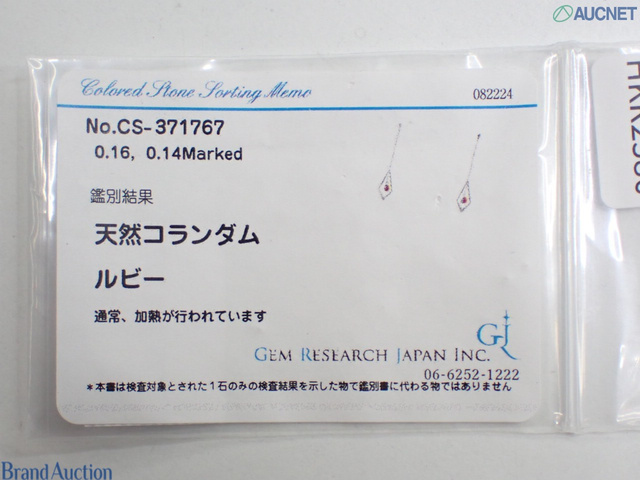 AUCNET
Colored Stone Sorting Memo
082224
No.CS-371767
0.16, 0.14Marked
鑑別結果
天然コランダム
ルビー
通常、加熱が行われています
GJ
GEM RESEARCH JAPAN INC.
06-6252-1222
*本書は検査対象とされた1石のみの検査結果を示した物で鑑別書に代わる物ではありません
Brand Auction